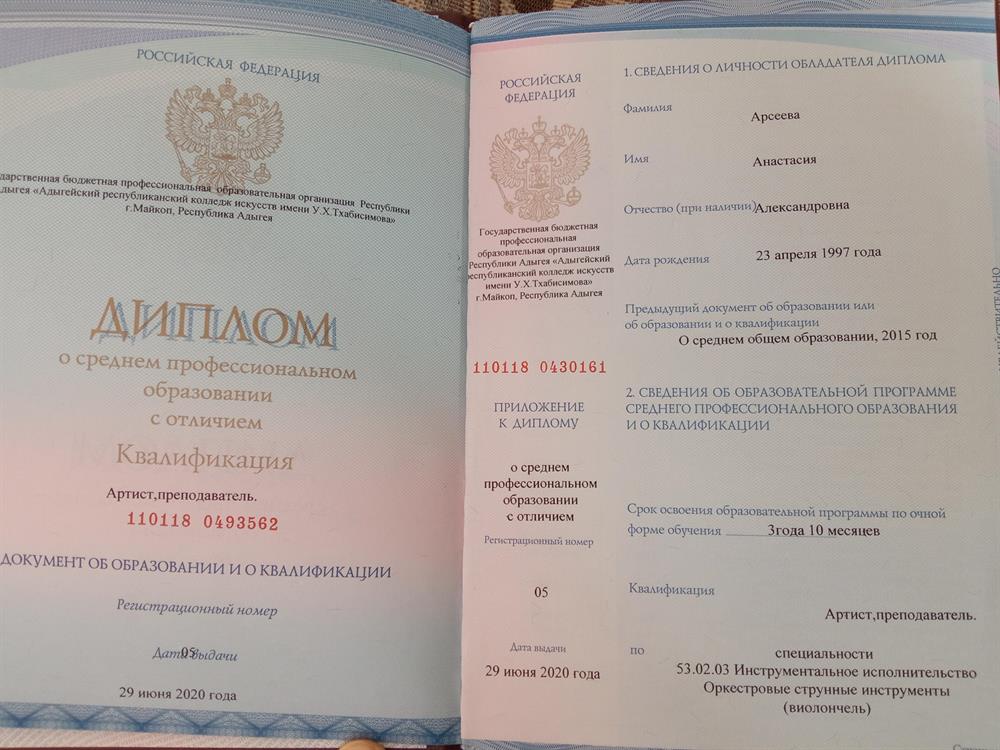 РОССИЙСКАЯ ФЕДЕРАЦИЯ
бюджетная профессиональная образовательная организация Республики
«Адыгейский республиканский колледж искусств имени У.Х.Тхабисимова»
г.Майкоп, Республика Адыгея
ДИПЛОМ
о среднем профессиональном
образовании
с отличием
Квалификация
Артист,преподаватель.
110118 0493562
ДОКУМЕНТ ОБ ОБРАЗОВАНИИ И О КВАЛИФИКАЦИИ
Регистрационный номер
05
Дата выдачи
29 июня 2020 года
РОССИЙСКАЯ
ФЕДЕРАЦИЯ
Государственная бюджетная
профессиональная
образовательная организация
Республики Адыгея «Адыгейский
республиканский колледж искусств
имени У.Х.Тхабисимова»
г.Майкоп, Республика Адыгея
110118 0430161
ПРИЛОЖЕНИЕ
К ДИПЛОМУ
о среднем
профессиональном
образовании
с отличием
Регистрационный номер
05
Дата выдачи
29 июня 2020 года
1. СВЕДЕНИЯ О ЛИЧНОСТИ ОБЛАДАТЕЛЯ ДИПЛОМА
Фамилия
Арсеева
Имя
Анастасия
Отчество (при наличии) Александровна
Дата рождения
23 апреля 1997 года
Предыдущий документ об образовании или
об образовании и о квалификации
О среднем общем образовании, 2015 год
2. СВЕДЕНИЯ ОБ ОБРАЗОВАТЕЛЬНОЙ ПРОГРАММЕ
СРЕДНЕГО ПРОФЕССИОНАЛЬНОГО ОБРАЗОВАНИЯ
И О КВАЛИФИКАЦИИ
Срок освоения образовательной программы по очной
форме обучения 3года 10 месяцев
Квалификация
Артист,преподаватель.
по специальности
53.02.03 Инструментальное исполнительство
Оркестровые струнные инструменты
(виолончель)